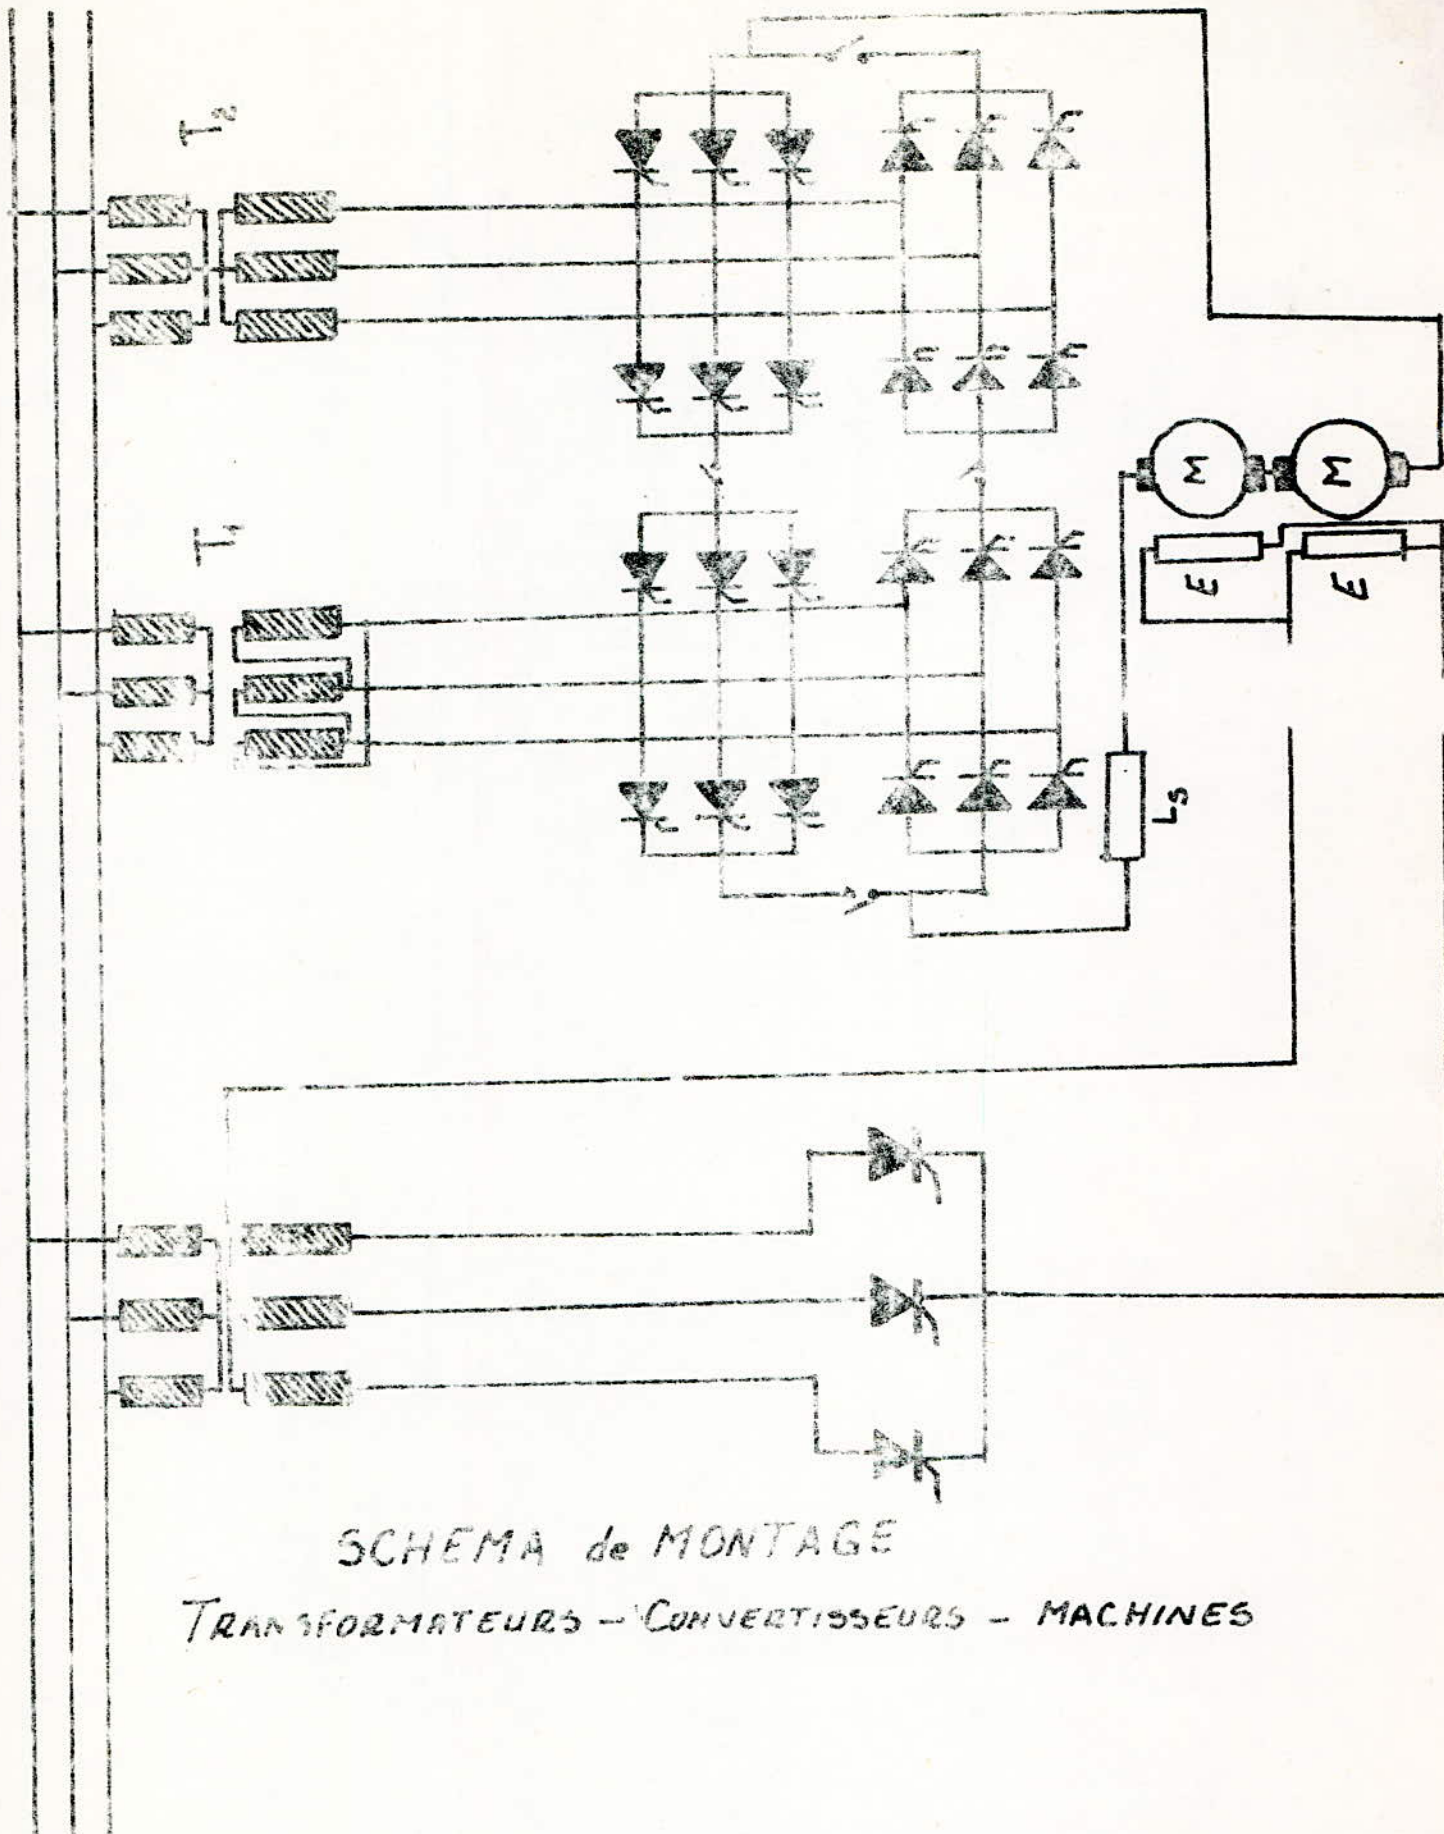 T2
T1
M
M
E
E
Ls
SCHEMA de MONTAGE
TRANSFORMATEURS - CONVERTISSEURS - MACHINES